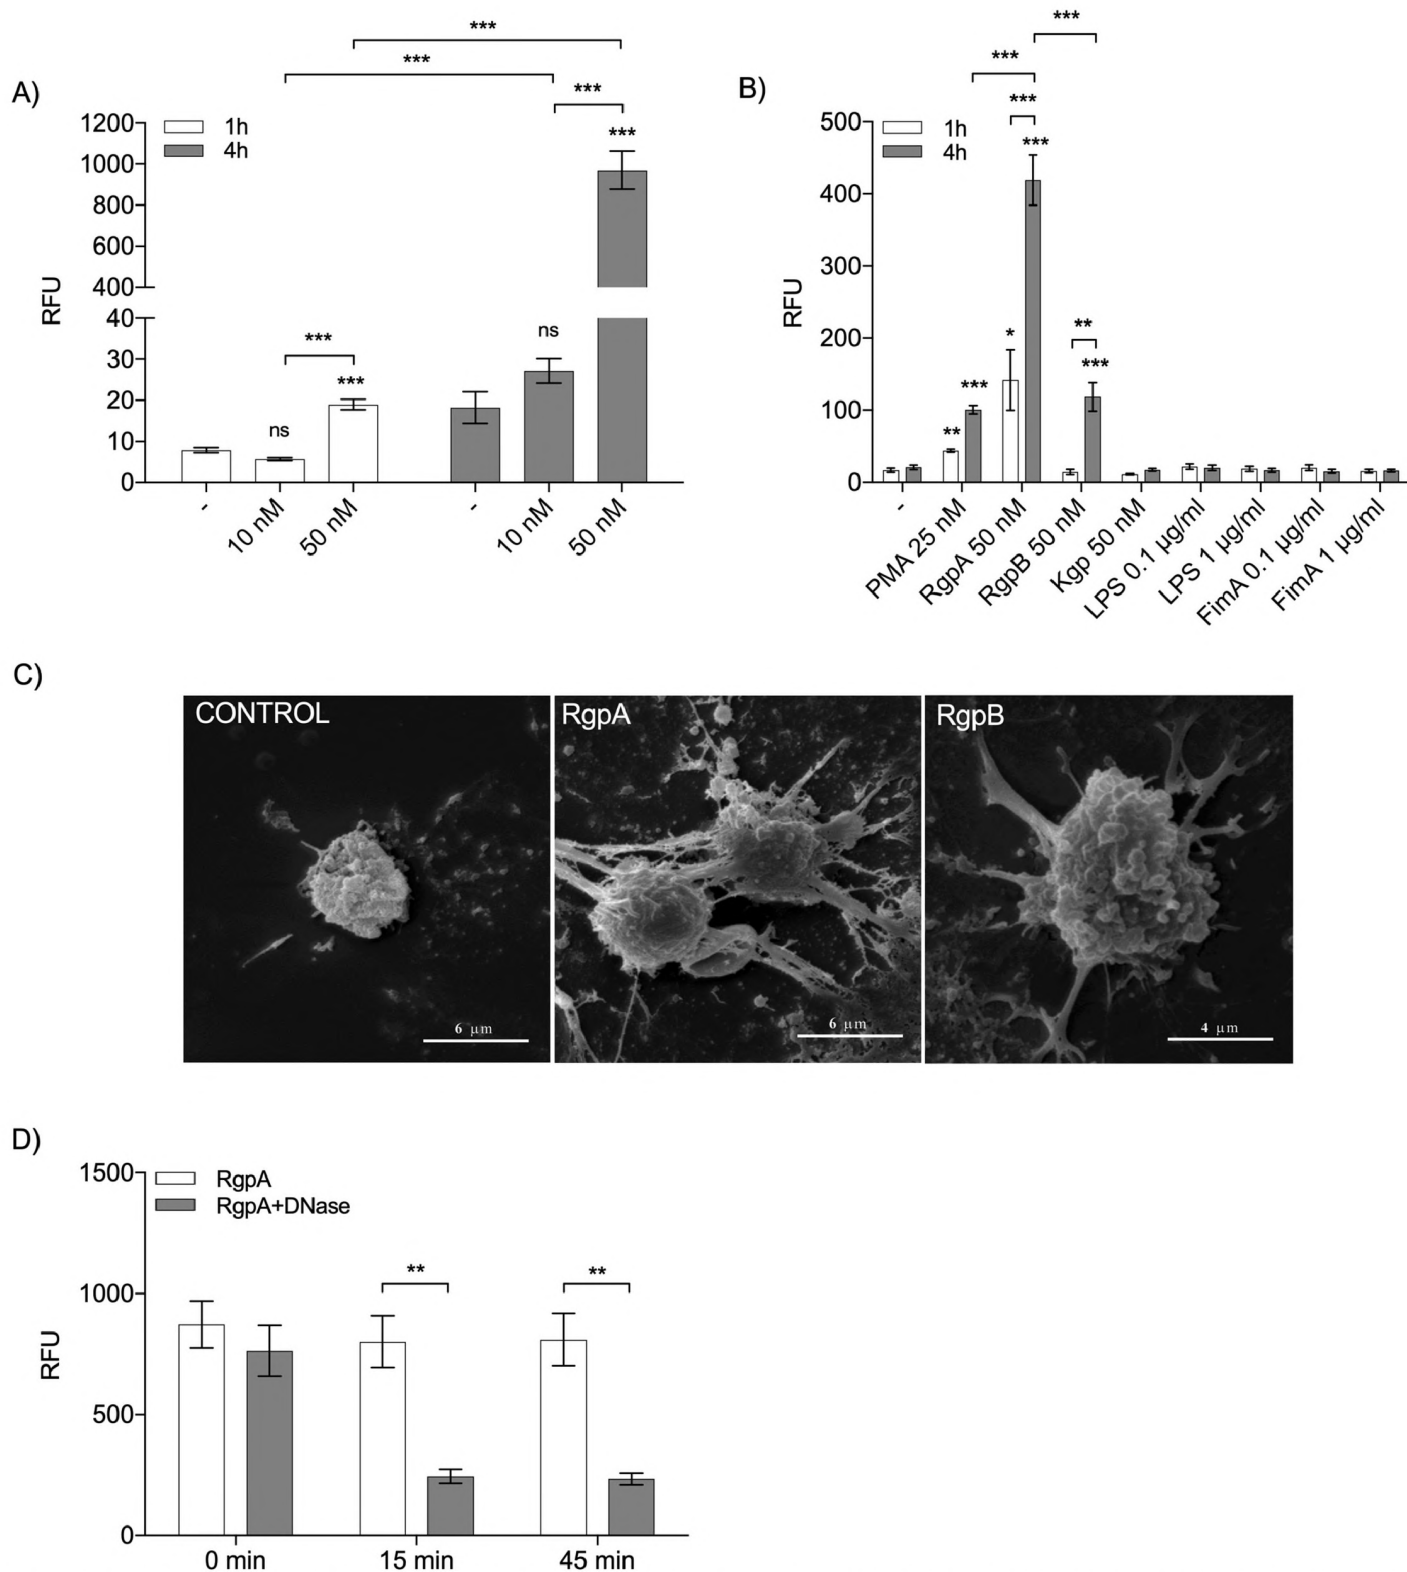 A)
***
***
***
***
1h
4h
1200
1000
800
600
400
40
30
20
10
0
RFU
ns
***
***
ns
-
10 nM
50 nM
-
10 nM
50 nM
B)
***
***
***
***
1h
4h
500
400
300
200
100
0
RFU
**
***
*
**
***
-
PMA 25 nM
RgpA 50 nM
RgpB 50 nM
Kgp 50 nM
LPS 0.1 µg/ml
LPS 1 µg/ml
FimA 0.1 µg/ml
FimA 1 µg/ml
C)
CONTROL
6 µm
RgpA
6 µm
RgpB
4 µm
D)
RgpA
RgpA+DNase
1500
1000
500
0
RFU
**
**
0 min
15 min
45 min